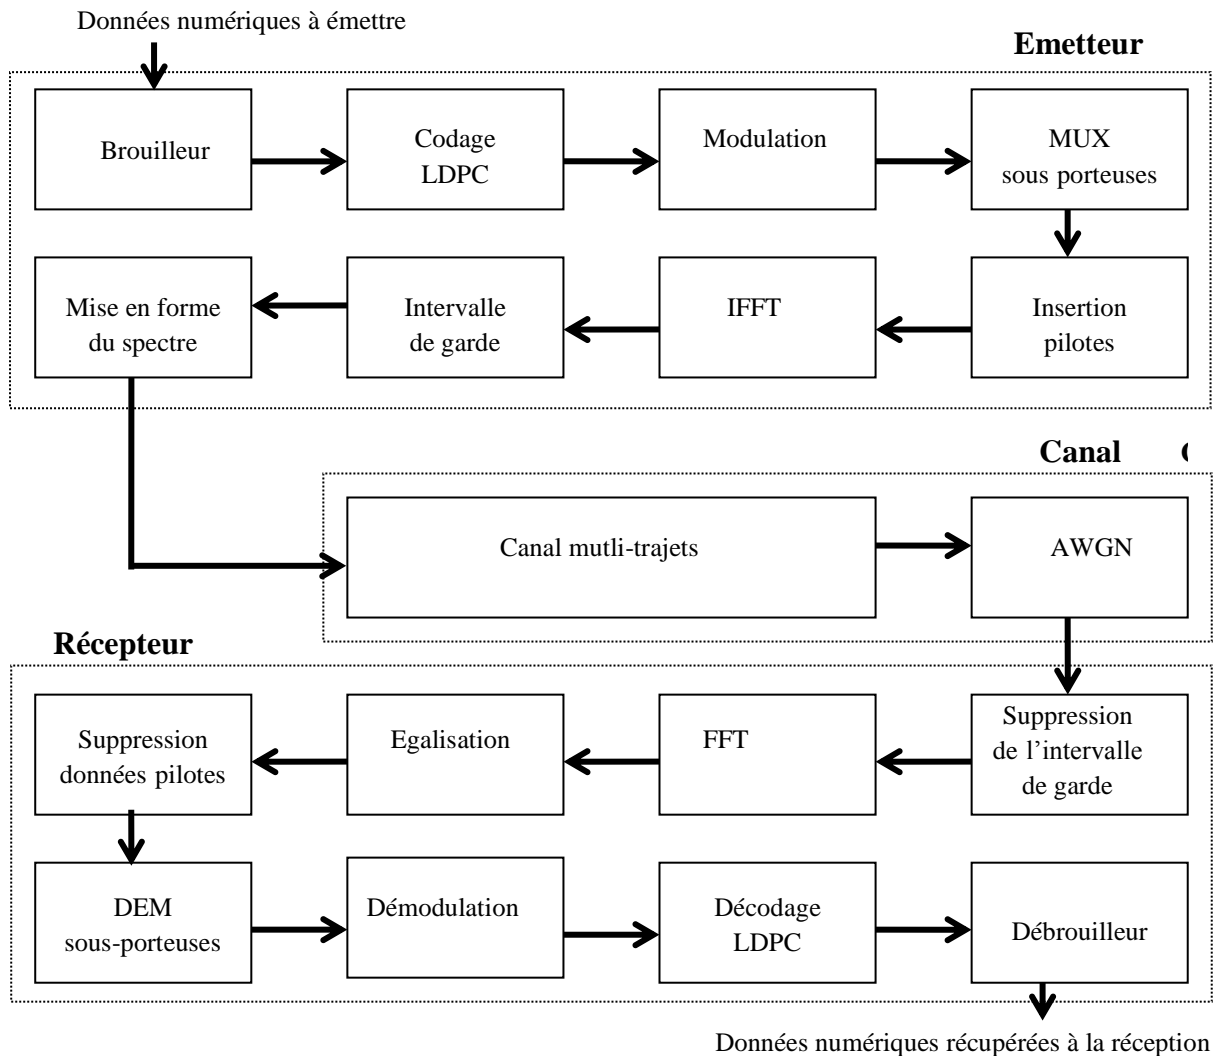 Données numériques à émettre
Emetteur
Brouilleur
Codage
LDPC
Modulation
MUX
sous porteuses
Mise en forme
du spectre
Intervalle
de garde
IFFT
Insertion
pilotes
Canal
Canal mutli-trajets
AWGN
Récepteur
Suppression
données pilotes
Egalisation
FFT
Suppression
de l’intervalle
de garde
DEM
sous-porteuses
Démodulation
Décodage
LDPC
Débrouilleur
Données numériques récupérées à la réception